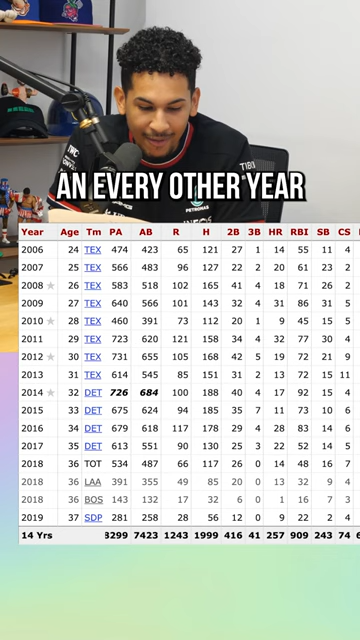 TW
TIBCO
PETRONAS
INEOS
AN EVERY OTHER YEAR
Year Age Tm PA AB R H 2B 3B HR RBI SB CS
2006 24 TEX 474 423 65 121 27 1 14 55 11 4
2007 25 TEX 566 483 96 127 22 2 20 61 23 2
2008 ★ 26 TEX 583 518 102 165 41 4 18 71 26 2
2009 27 TEX 640 566 101 143 32 4 31 86 31 5
2010 ★ 28 TEX 460 391 73 112 20 1 9 45 15 5
2011 29 TEX 723 620 121 158 34 4 32 77 30 4
2012 ★ 30 TEX 731 655 105 168 42 5 19 72 21 9
2013 31 TEX 614 545 85 151 31 2 13 72 15 11
2014 ★ 32 DET 726 684 100 188 40 4 17 92 15 4
2015 33 DET 675 624 94 185 35 7 11 73 10 6
2016 34 DET 679 618 117 178 29 4 28 83 14 6
2017 35 DET 613 551 90 130 25 3 22 52 14 5
2018 36 TOT 534 487 66 117 26 0 14 48 16 7
2018 36 LAA 391 355 49 85 20 0 13 32 9 4
2018 36 BOS 143 132 17 32 6 0 1 16 7 3
2019 37 SDP 281 258 28 56 12 0 9 22 2 4
14 Yrs 3299 7423 1243 1999 416 41 257 909 243 74